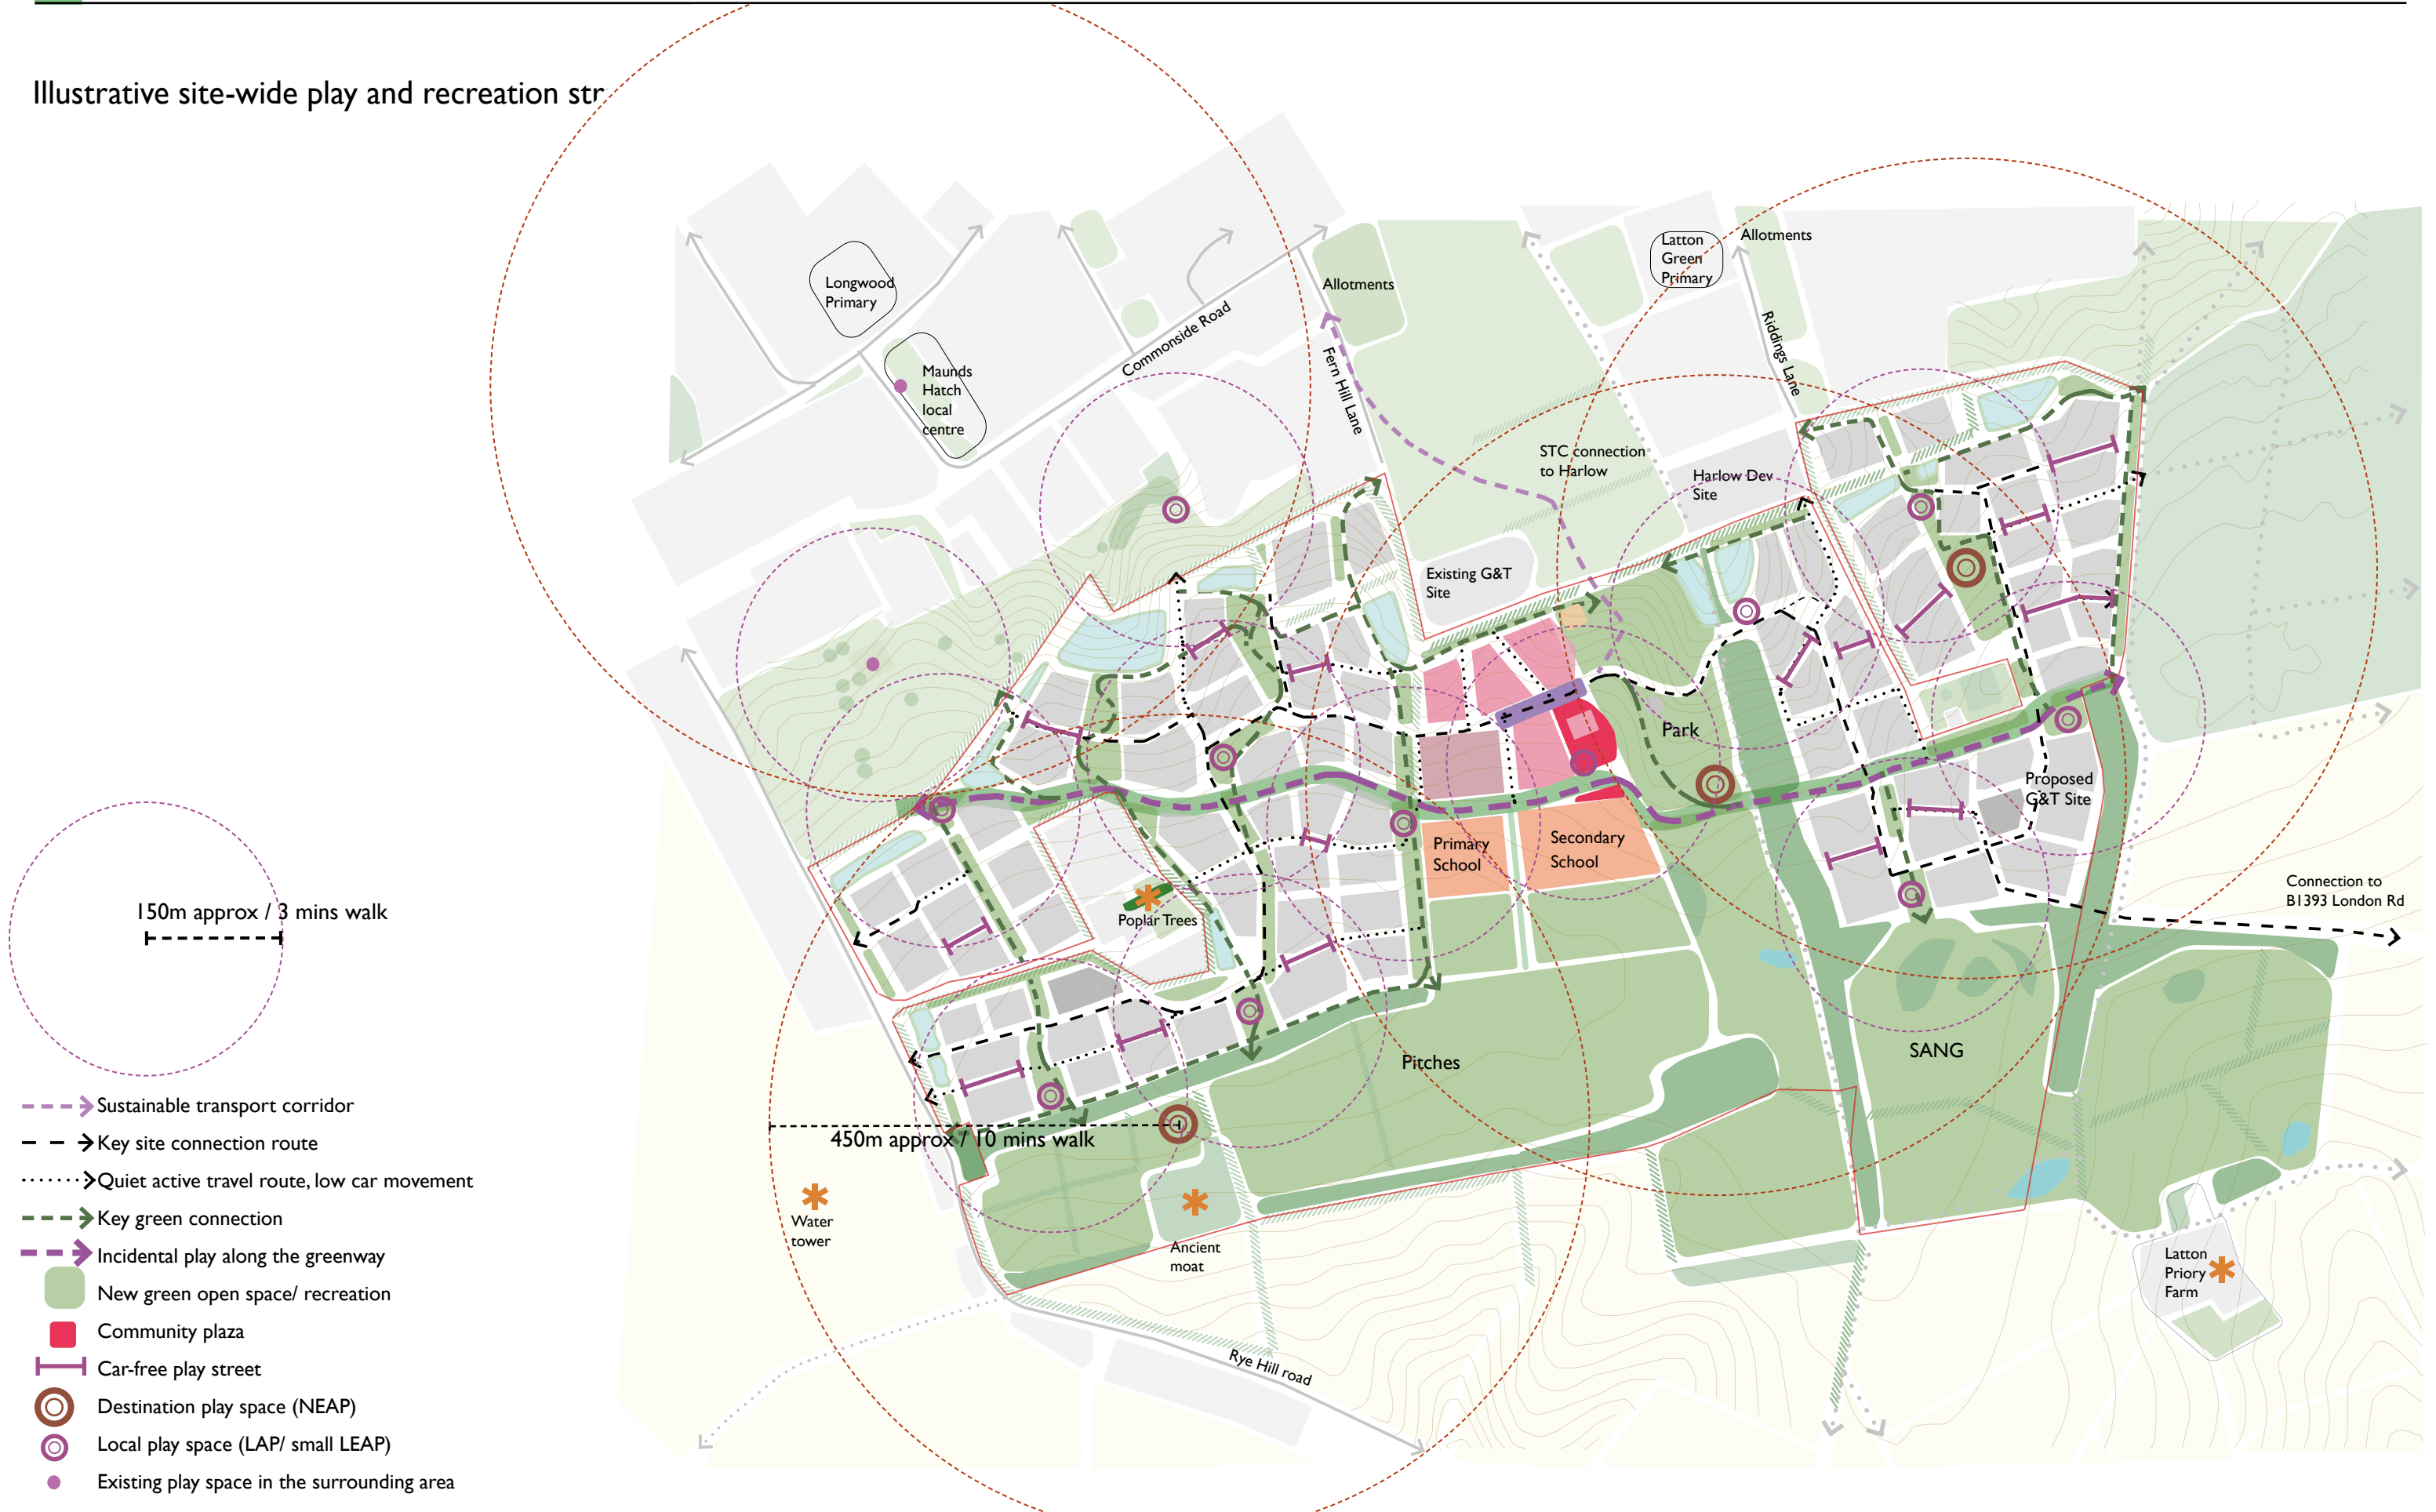 Illustrative site-wide play and recreation str
Longwood
Primary
Maunds
Hatch
local
centre
Commonside Road
Allotments
Fern Hill Lane
Latton
Green
Primary
Allotments
Riddings Lane
STC connection
to Harlow
Harlow Dev
Site
Existing G&T
Site
Park
Proposed
G&T Site
Primary
School
Secondary
School
Poplar Trees
Connection to
B1393 London Rd
SANG
Pitches
450m approx / 10 mins walk
Water
tower
Ancient
moat
Latton
Priory
Farm
Rye Hill road
150m approx / 3 mins walk
Sustainable transport corridor
Key site connection route
Quiet active travel route, low car movement
Key green connection
Incidental play along the greenway
New green open space/ recreation
Community plaza
Car-free play street
Destination play space (NEAP)
Local play space (LAP/ small LEAP)
Existing play space in the surrounding area